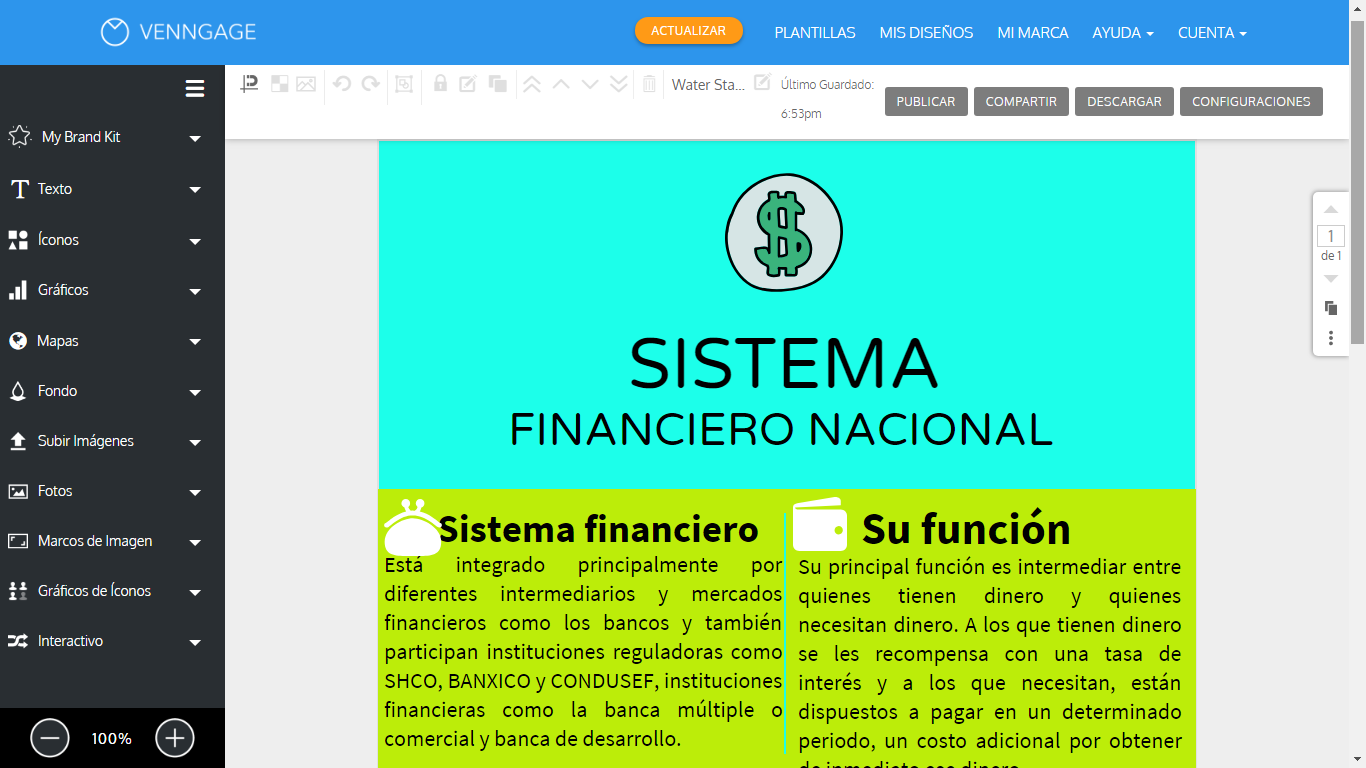 VENNGAGE
ACTUALIZAR
PLANTILLAS
MIS DISEÑOS
MI MARCA
AYUDA
CUENTA
Water Sta...
Último Guardado:
6:53pm
PUBLICAR
COMPARTIR
DESCARGAR
CONFIGURACIONES
My Brand Kit
Texto
Íconos
Gráficos
Mapas
Fondo
Subir Imágenes
Fotos
Marcos de Imagen
Gráficos de Íconos
Interactivo
100%
1
de 1
$
SISTEMA
FINANCIERO NACIONAL
Sistema financiero
Está integrado principalmente por
diferentes intermediarios y mercados
financieros como los bancos y también
participan instituciones reguladoras como
SHCO, BANXICO y CONDUSEF, instituciones
financieras como la banca múltiple o
comercial y banca de desarrollo.
Su función
Su principal función es intermediar entre
quienes tienen dinero y quienes
necesitan dinero. A los que tienen dinero
se les recompensa con una tasa de
interés y a los que necesitan, están
dispuestos a pagar en un determinado
periodo, un costo adicional por obtener
de inmediato ese dinero